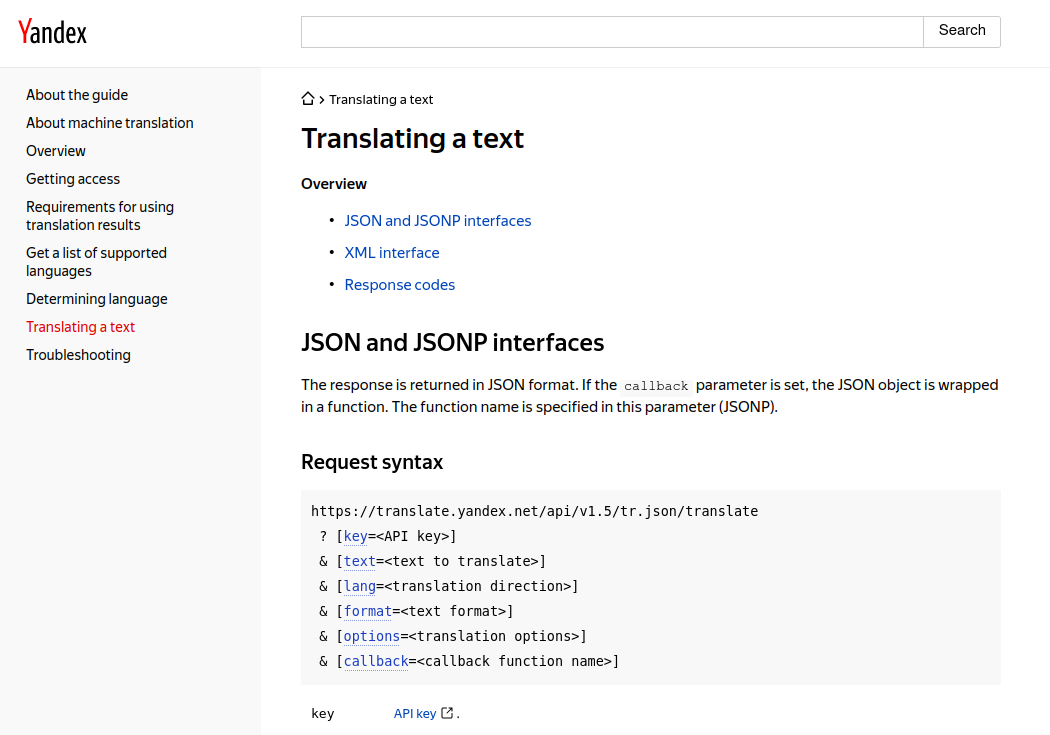 Yandex
Search
About the guide
About machine translation
Overview
Getting access
Requirements for using
translation results
Get a list of supported
languages
Determining language
Translating a text
Troubleshooting
Translating a text
Translating a text
Overview
• JSON and JSONP interfaces
• XML interface
• Response codes
JSON and JSONP interfaces
The response is returned in JSON format. If the callback parameter is set, the JSON object is wrapped
in a function. The function name is specified in this parameter (JSONP).
Request syntax
https://translate.yandex.net/api/v1.5/tr.json/translate
? [key=<API key>]
& [text=<text to translate>]
& [lang=<translation direction>]
& [format=<text format>]
& [options=<translation options>]
& [callback=<callback function name>]
key API key .